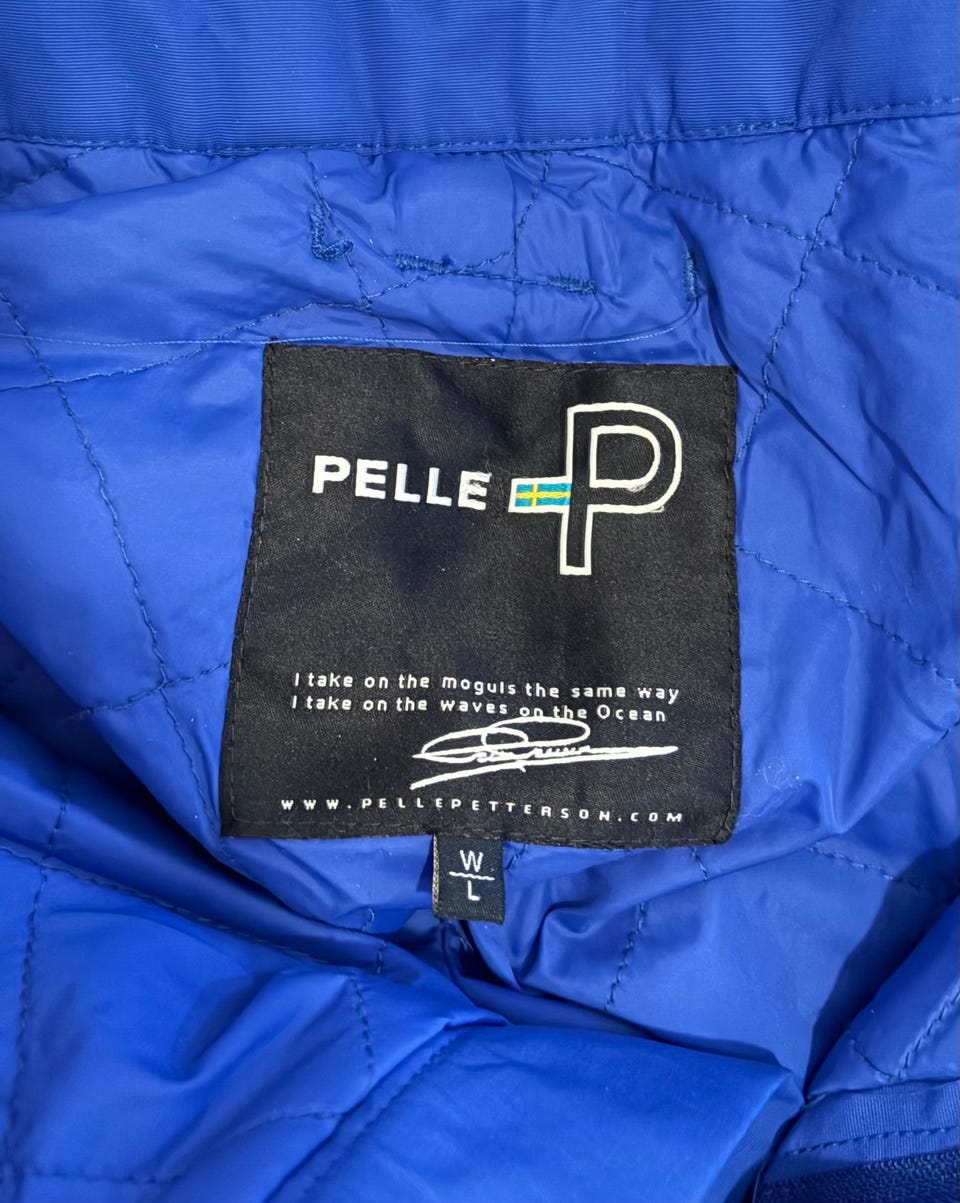 PELLE P
I take on the moguls the same way
I take on the waves on the Ocean
WWW.PELLEPETTERSON.COM
W
L